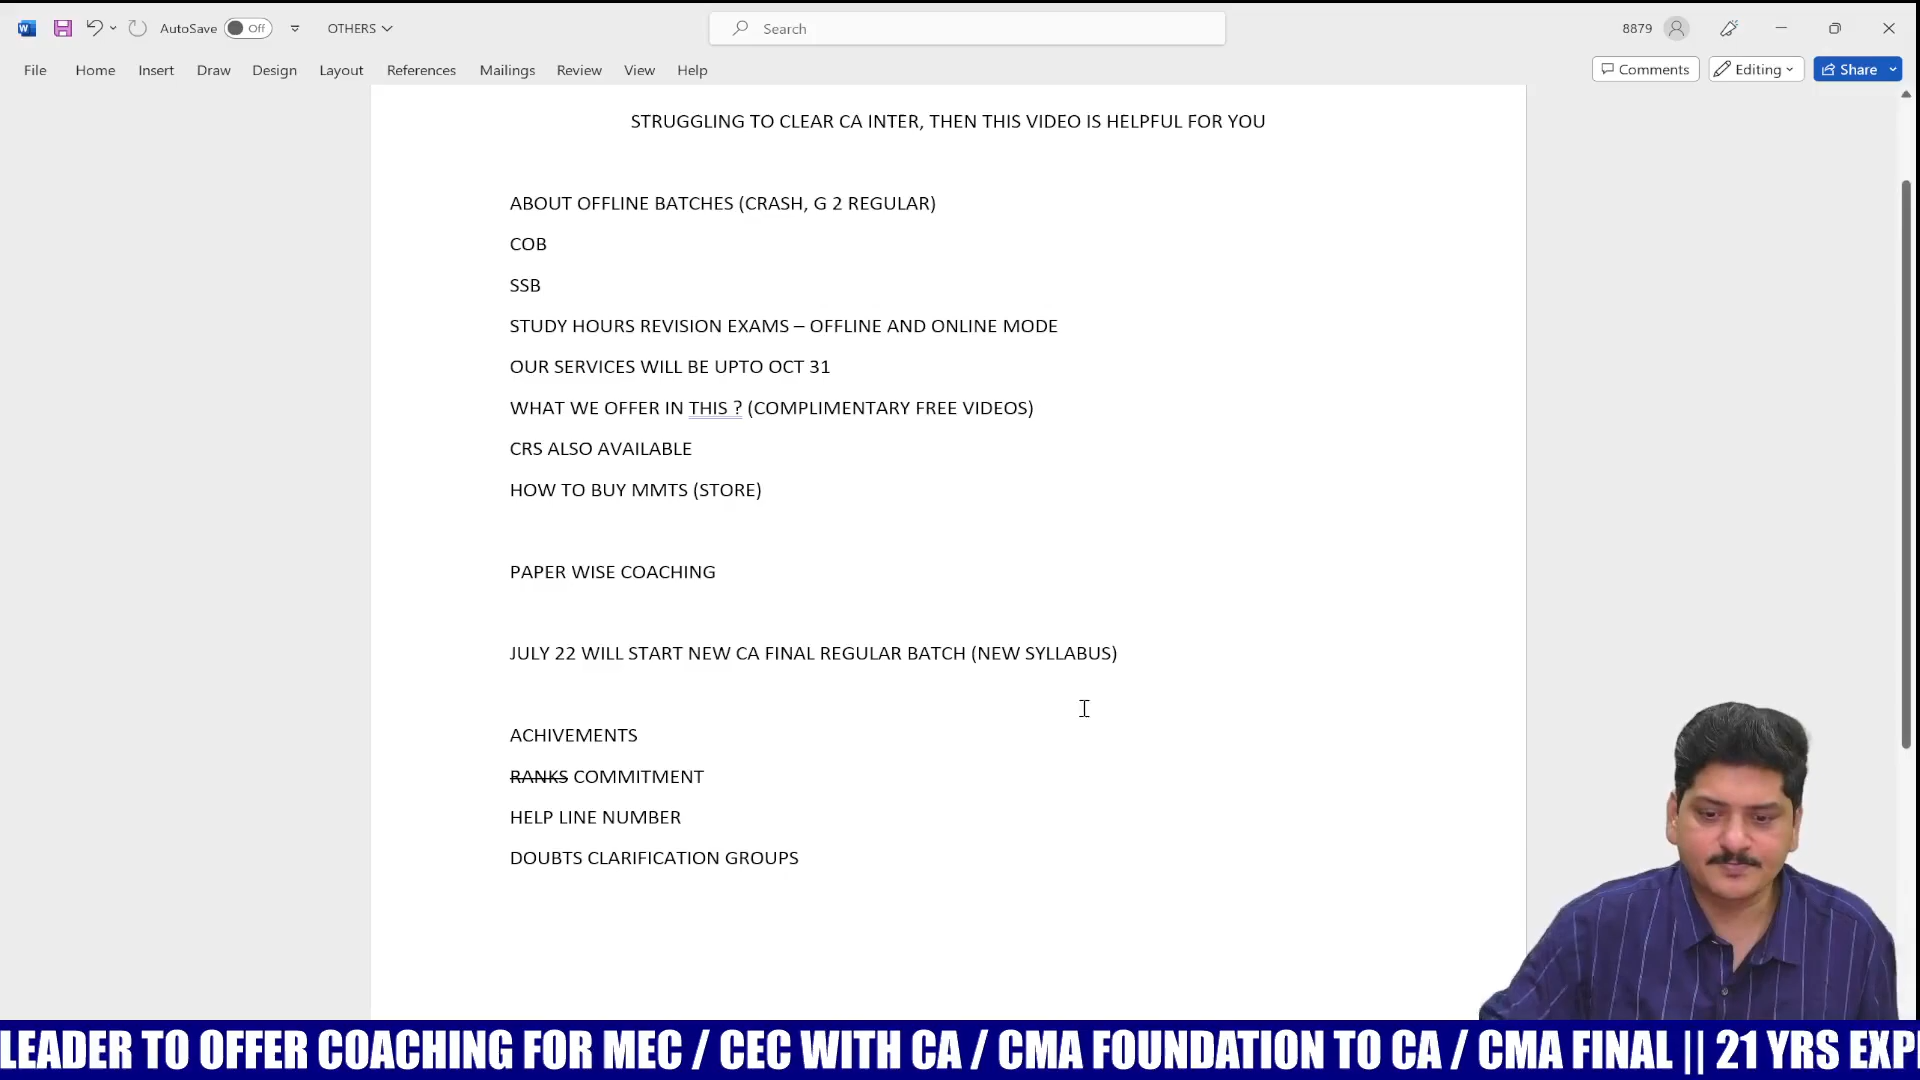 AutoSave Off OTHERS Search 8879
File Home Insert Draw Design Layout References Mailings Review View Help Comments Editing Share
STRUGGLING TO CLEAR CA INTER, THEN THIS VIDEO IS HELPFUL FOR YOU
ABOUT OFFLINE BATCHES (CRASH, G 2 REGULAR)
COB
SSB
STUDY HOURS REVISION EXAMS – OFFLINE AND ONLINE MODE
OUR SERVICES WILL BE UPTO OCT 31
WHAT WE OFFER IN THIS ? (COMPLIMENTARY FREE VIDEOS)
CRS ALSO AVAILABLE
HOW TO BUY MMTS (STORE)
PAPER WISE COACHING
JULY 22 WILL START NEW CA FINAL REGULAR BATCH (NEW SYLLABUS)
ACHIVEMENTS
RANKS COMMITMENT
HELP LINE NUMBER
DOUBTS CLARIFICATION GROUPS
LEADER TO OFFER COACHING FOR MEC / CEC WITH CA / CMA FOUNDATION TO CA / CMA FINAL || 21 YRS EXP